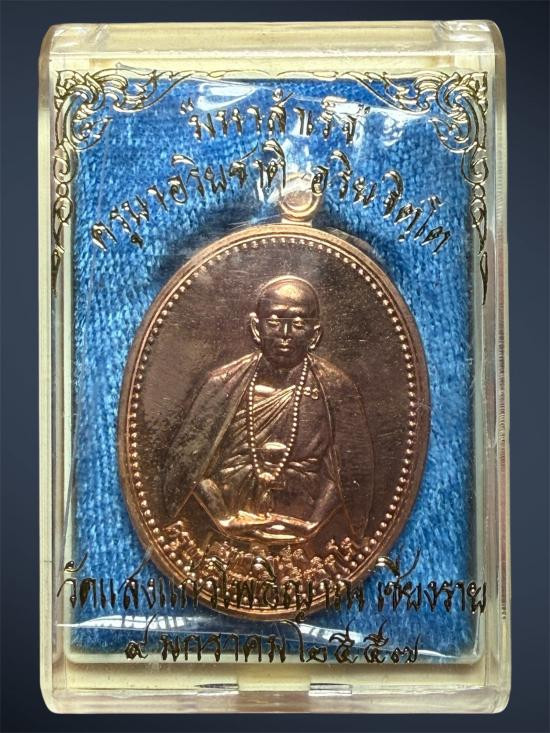 มหาสำเร็จ
ครูบาอริยชาติ อริยจิตฺโต
วัดแสงแก้วโพธิญาณ เชียงราย
๙ มกราคม ๒๕๕๗